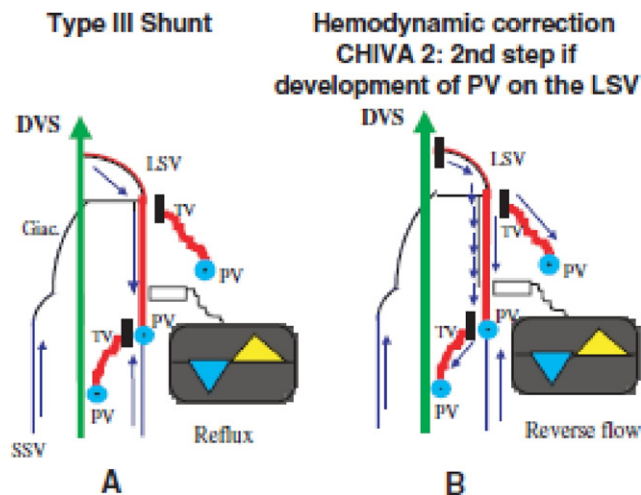 Type III Shunt
Hemodynamic correction
CHIVA 2: 2nd step if
development of PV on the LSV
DVS
LSV
TV
Giac.
PV
PV
TV
PV
SSV
Reflux
A
DVS
LSV
TV
PV
PV
TV
PV
Reverse flow
B